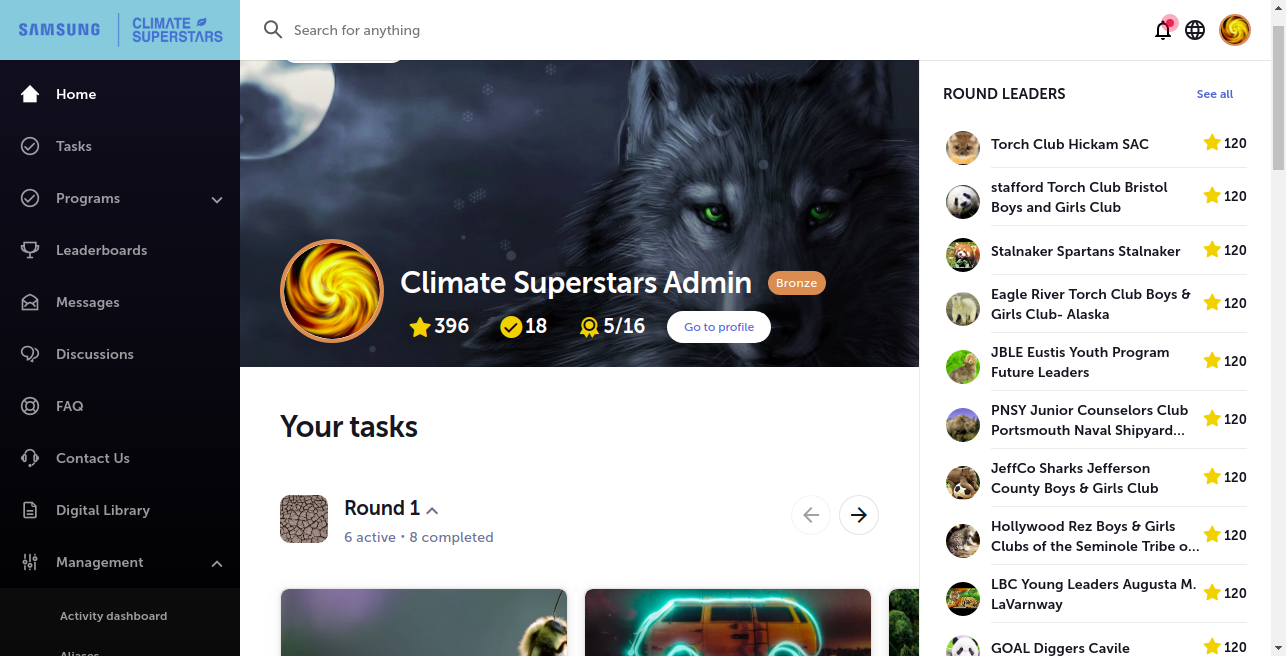 SAMSUNG
CLIMATE
SUPERSTARS
Search for anything
Home
Tasks
Programs
Leaderboards
Messages
Discussions
FAQ
Contact Us
Digital Library
Management
Activity dashboard
Aliases
Climate Superstars Admin
Bronze
396
18
5/16
Go to profile
Your tasks
Round 1
6 active • 8 completed
ROUND LEADERS
See all
Torch Club Hickam SAC
120
stafford Torch Club Bristol
Boys and Girls Club
120
Stalnaker Spartans Stalnaker
120
Eagle River Torch Club Boys &
Girls Club- Alaska
120
JBLE Eustis Youth Program
Future Leaders
120
PNSY Junior Counselors Club
Portsmouth Naval Shipyard...
120
JeffCo Sharks Jefferson
County Boys & Girls Club
120
Hollywood Rez Boys & Girls
Clubs of the Seminole Tribe o...
120
LBC Young Leaders Augusta M.
LaVarnway
120
GOAL Diggers Cavile
120